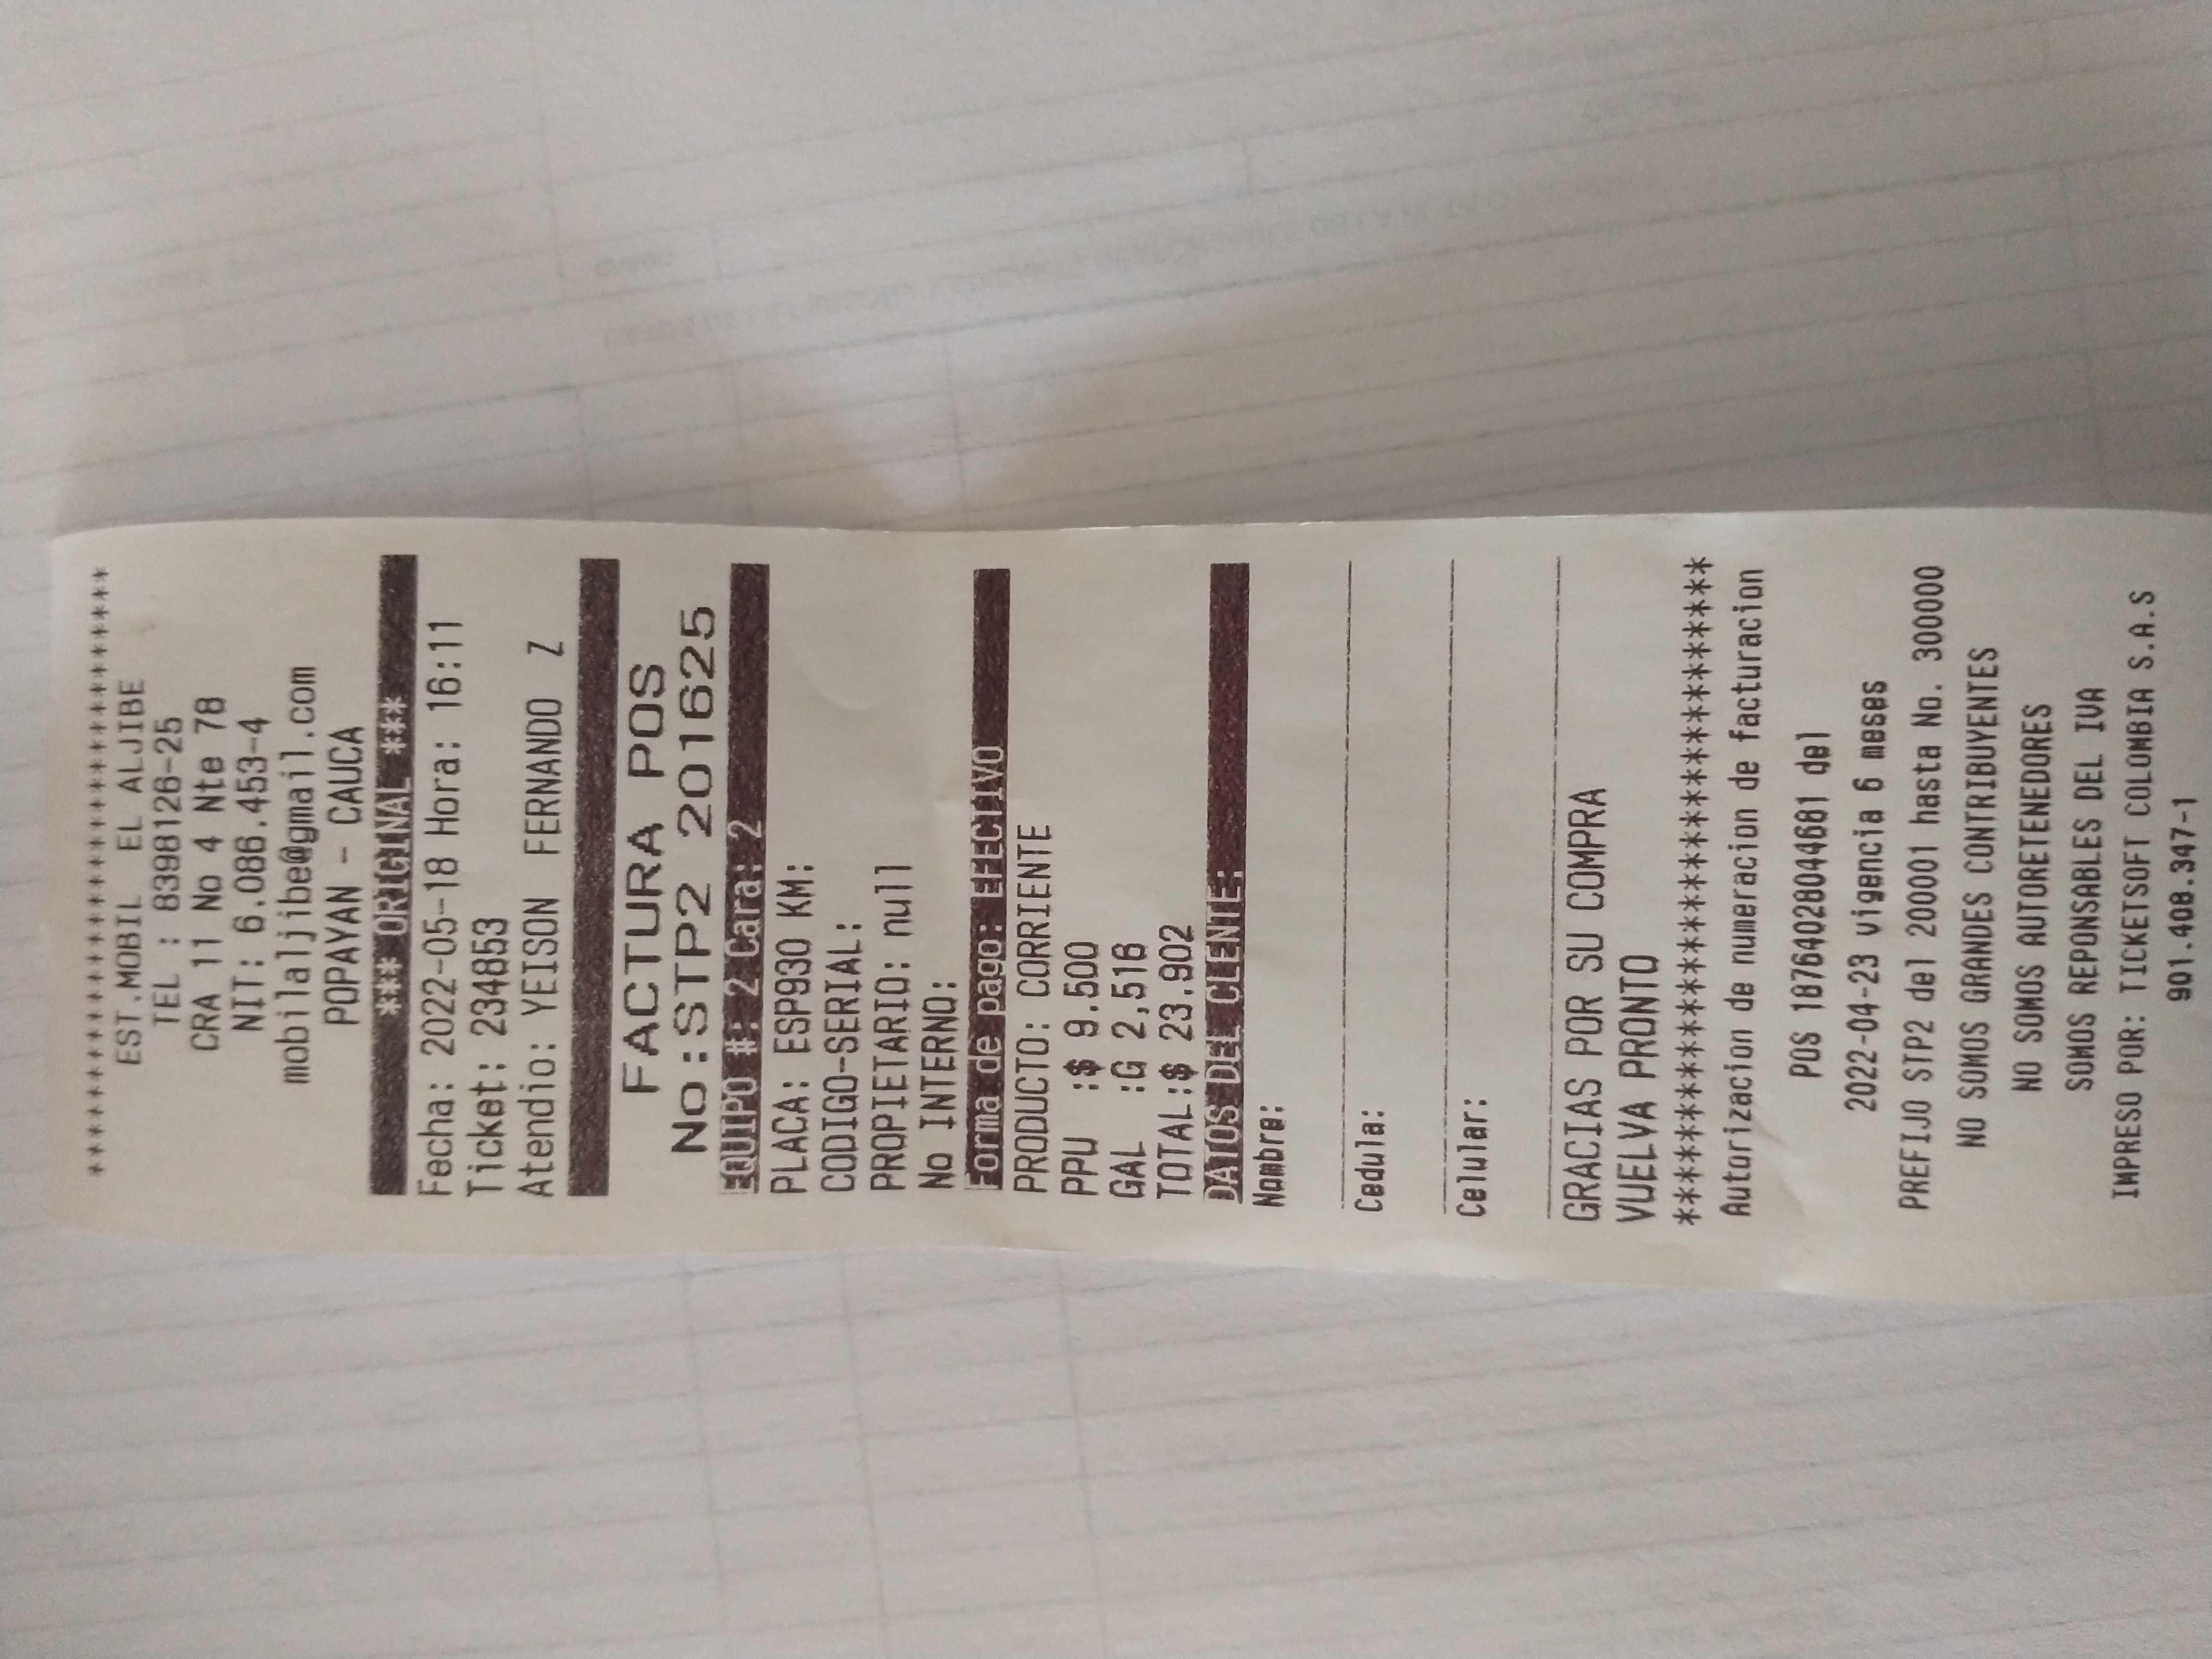 ********************************
EST.MOBIL EL ALJIBE
TEL : 8398126-25
CRA 11 No 4 Nte 78
NIT: 6.086.453-4
mobilaljibe@gmail.com
POPAYAN - CAUCA
*** ORIGINAL ***
Fecha: 2022-05-18 Hora: 16:11
Ticket: 234853
Atendio: YEISON FERNANDO Z
FACTURA POS
No:STP2 201625
EQUIPO #: 2 Cara: 2
PLACA: ESP930 KM:
CODIGO-SERIAL:
PROPIETARIO: null
No INTERNO:
Forma de pago: EFECTIVO
PRODUCTO: CORRIENTE
PPU :$ 9.500
GAL :G 2,516
TOTAL:$ 23.902
DATOS DEL CLENTE:
Nombre:
Cedula:
Celular:
GRACIAS POR SU COMPRA
VUELVA PRONTO
********************************
Autorizacion de numeracion de facturacion
POS 18764028044681 del
2022-04-23 vigencia 6 meses
PREFIJO STP2 del 200001 hasta No. 300000
NO SOMOS GRANDES CONTRIBUYENTES
NO SOMOS AUTORETENEDORES
SOMOS REPONSABLES DEL IVA
IMPRESO POR: TICKETSOFT COLOMBIA S.A.S
901.408.347-1